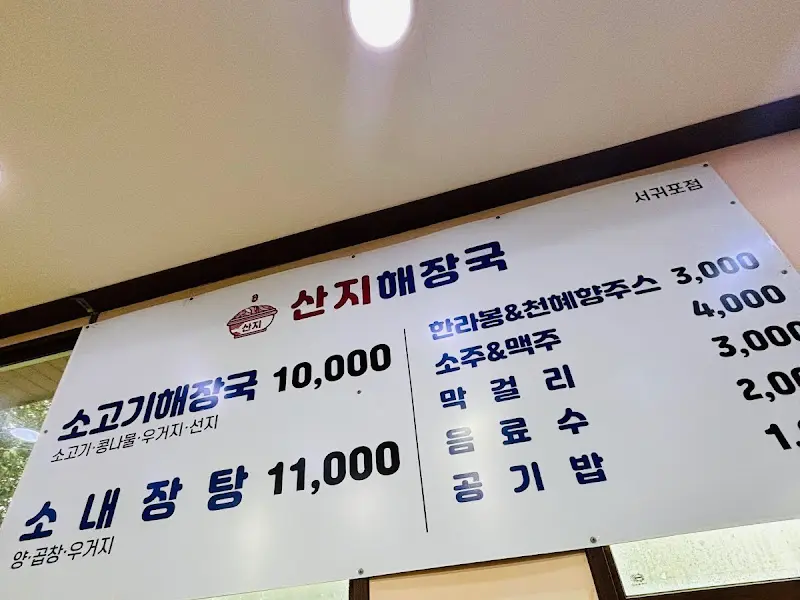 서귀포점
산지
산지해장국
소고기해장국 10,000
소고기·콩나물·우거지·선지
소 내 장 탕 11,000
양·곱창·우거지
한라봉&천혜향주스 3,000
소주&맥주 4,000
막 걸 리 3,000
음 료 수
공 기 밥